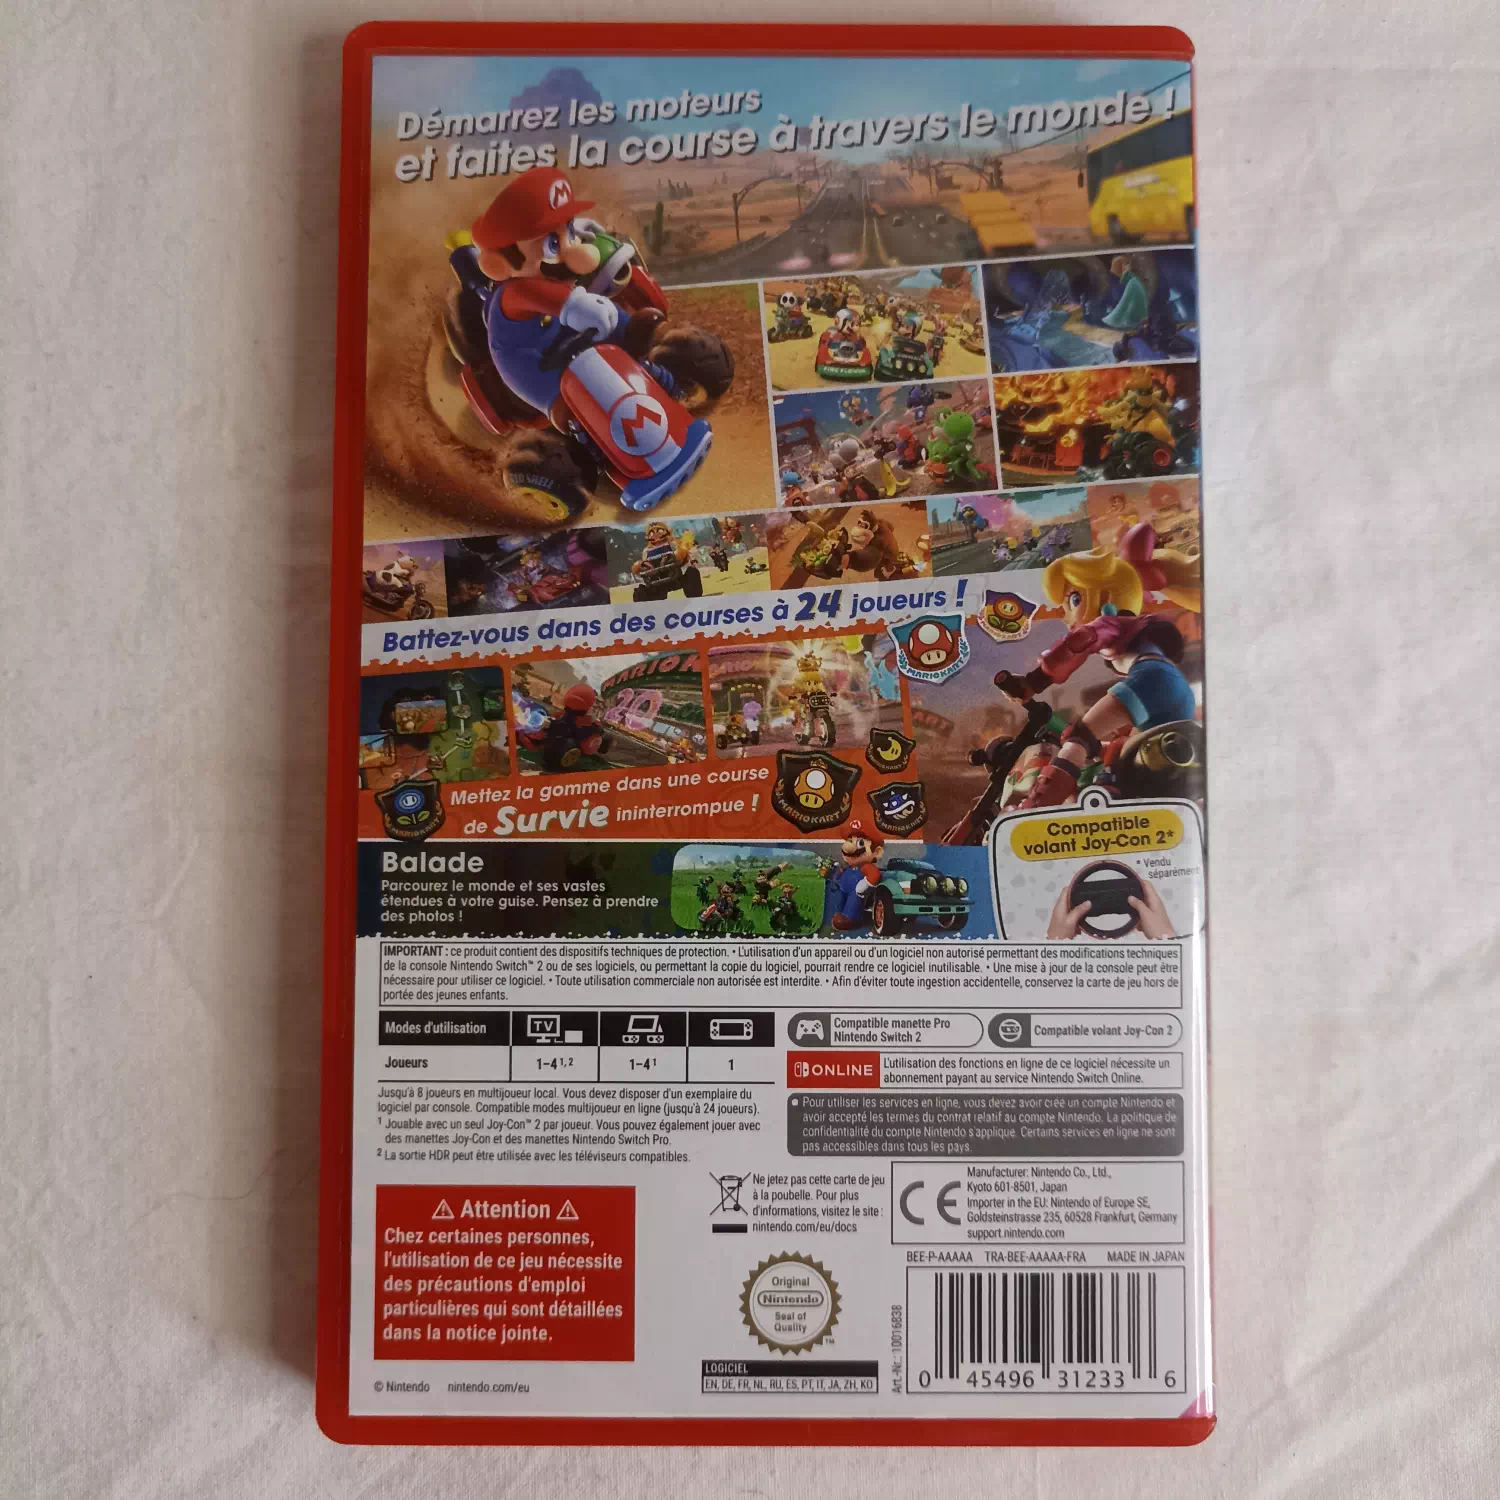 Démarrez les moteurs
et faites la course à travers le monde !
Battez-vous dans des courses à 24 joueurs !
MARIO KART
Mettez la gomme dans une course
de Survie ininterrompue !
MARIO KART
MARIO KART
Compatible
volant Joy-Con 2*
* Vendu
séparément
Balade
Parcourez le monde et ses vastes
étendues à votre guise. Pensez à prendre
des photos !
IMPORTANT : ce produit contient des dispositifs techniques de protection. • L'utilisation d'un appareil ou d'un logiciel non autorisé permettant des modifications techniques
de la console Nintendo Switch™ 2 ou de ses logiciels, ou permettant la copie du logiciel, pourrait rendre ce logiciel inutilisable. • Une mise à jour de la console peut être
nécessaire pour utiliser ce logiciel. • Toute utilisation commerciale non autorisée est interdite. • Afin d'éviter toute ingestion accidentelle, conservez la carte de jeu hors de
portée des jeunes enfants.
Modes d'utilisation
TV
Joueurs
1-4 1, 2
1-4 1
1
Jusqu'à 8 joueurs en multijoueur local. Vous devez disposer d'un exemplaire du
logiciel par console. Compatible modes multijoueur en ligne (jusqu'à 24 joueurs).
1 Jouable avec un seul Joy-Con™ 2 par joueur. Vous pouvez également jouer avec
des manettes Joy-Con et des manettes Nintendo Switch Pro.
2 La sortie HDR peut être utilisée avec les téléviseurs compatibles.
Compatible manette Pro
Nintendo Switch 2
Compatible volant Joy-Con 2
ONLINE
L'utilisation des fonctions en ligne de ce logiciel nécessite un
abonnement payant au service Nintendo Switch Online.
• Pour utiliser les services en ligne, vous devez avoir créé un compte Nintendo et
avoir accepté les termes du contrat relatif au compte Nintendo. La politique de
confidentialité du compte Nintendo s'applique. Certains services en ligne ne sont
pas accessibles dans tous les pays.
⚠ Attention ⚠
Chez certaines personnes,
l'utilisation de ce jeu nécessite
des précautions d'emploi
particulières qui sont détaillées
dans la notice jointe.
Ne jetez pas cette carte de jeu
à la poubelle. Pour plus
d'informations, visitez le site :
nintendo.com/eu/docs
CE
Manufacturer: Nintendo Co., Ltd.,
Kyoto 601-8501, Japan
Importer in the EU: Nintendo of Europe SE,
Goldsteinstrasse 235, 60528 Frankfurt, Germany
support.nintendo.com
BEE-P-AAAAA TRA-BEE-AAAAA-FRA MADE IN JAPAN
Original
Nintendo
Seal of
Quality
™
LOGICIEL
EN, DE, FR, NL, RU, ES, PT, IT, JA, ZH, KO
Art.-Nr.: 10016838
0 45496 31233 6
© Nintendo nintendo.com/eu